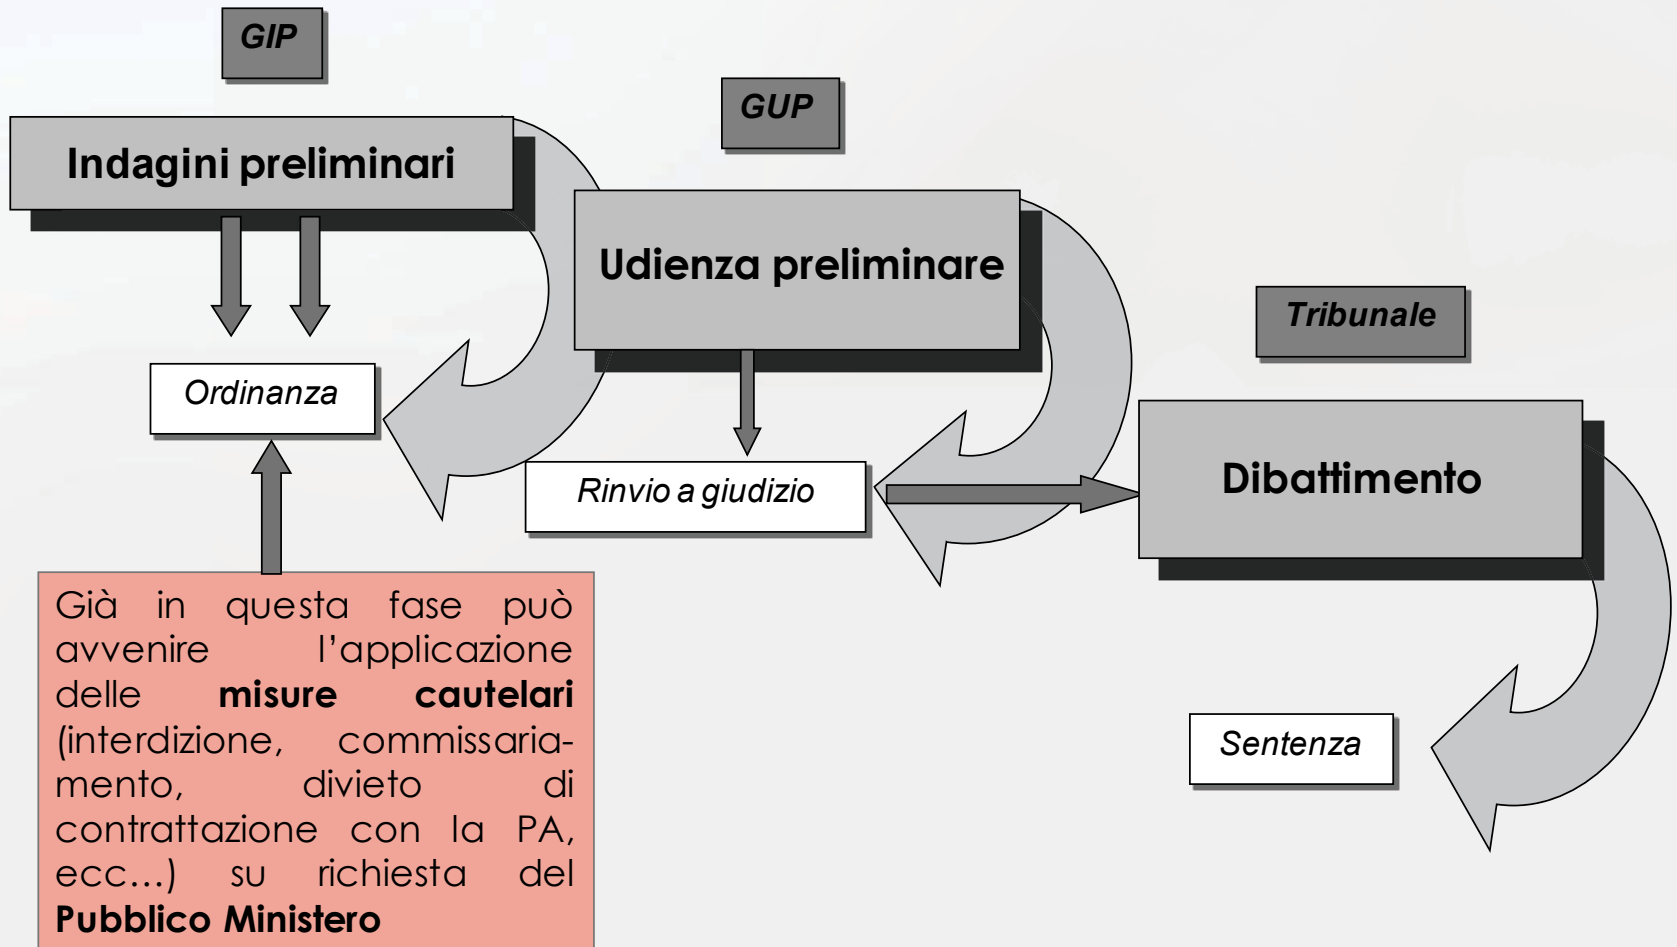 GIP
Indagini preliminari
Ordinanza
Già in questa fase può
avvenire l’applicazione
delle misure cautelari
(interdizione, commissaria-
mento, divieto di
contrattazione con la PA,
ecc…) su richiesta del
Pubblico Ministero
GUP
Udienza preliminare
Rinvio a giudizio
Tribunale
Dibattimento
Sentenza